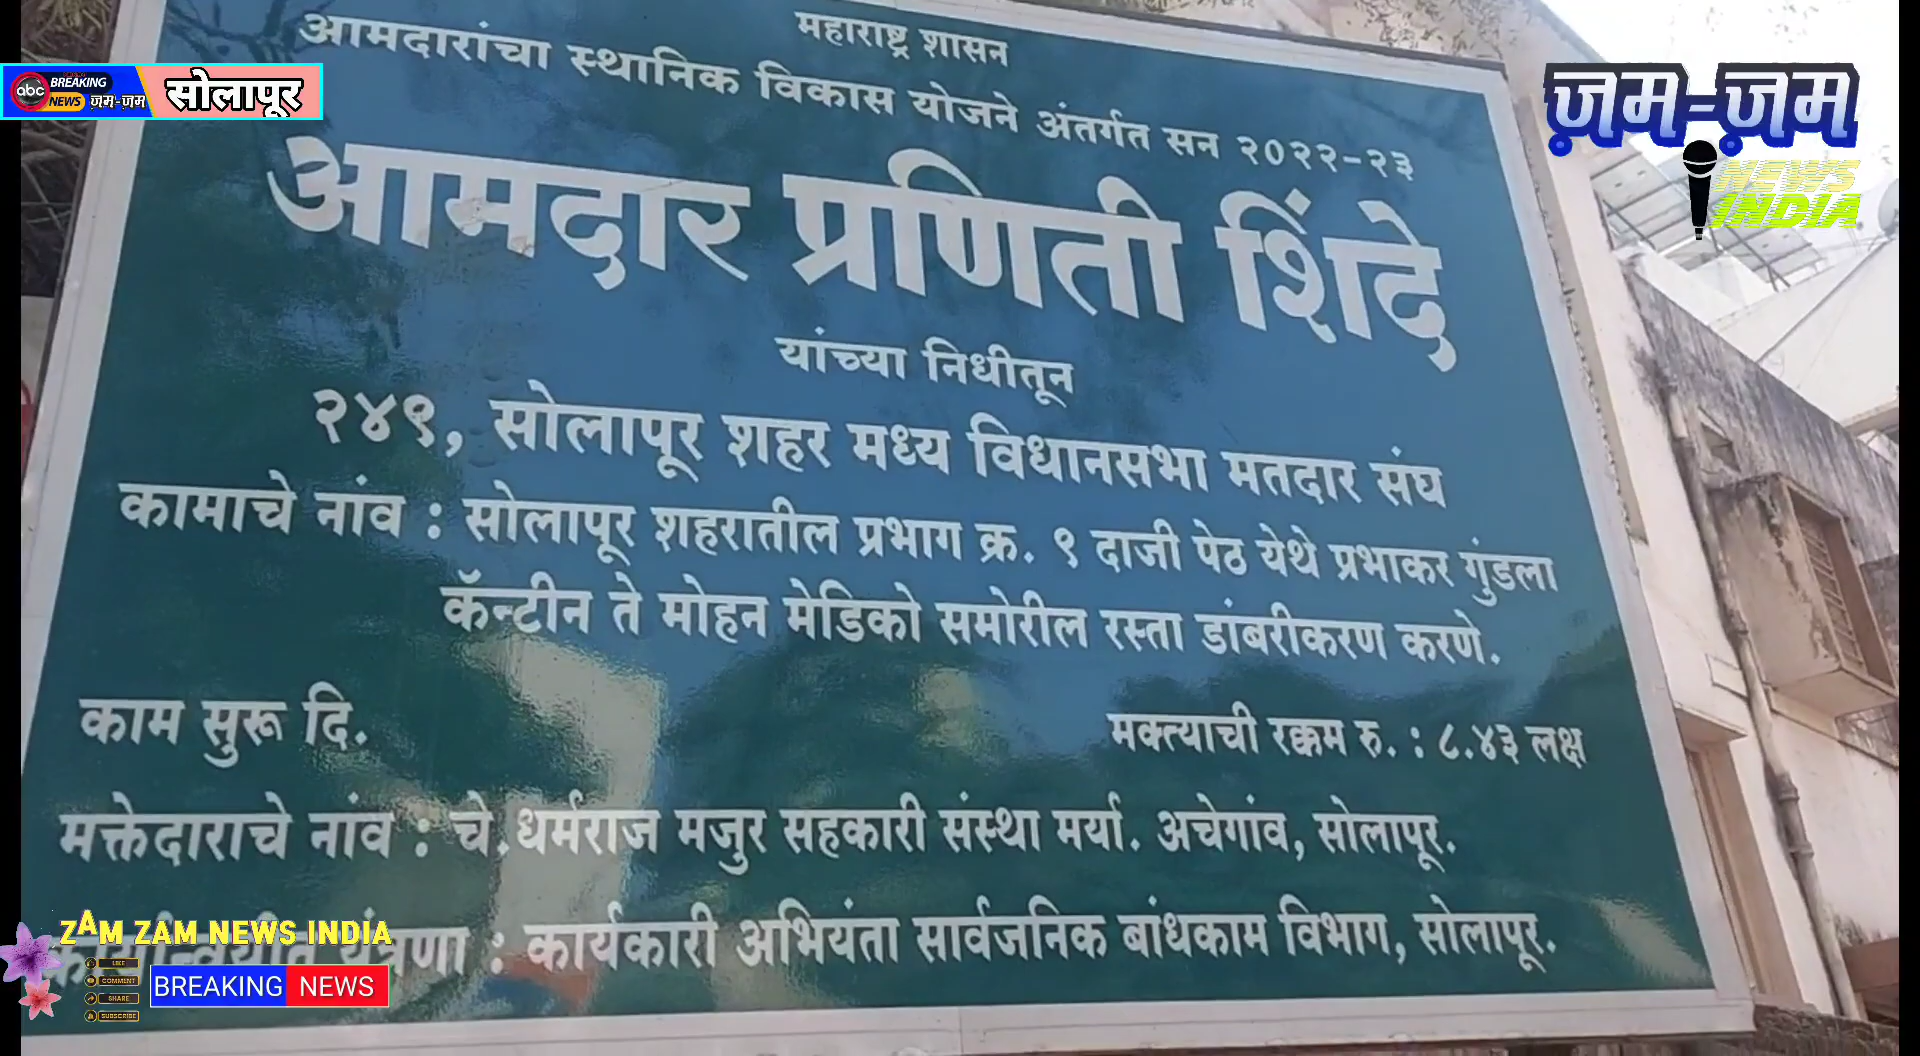 महाराष्ट्र शासन
आमदारांचा स्थानिक विकास योजने अंतर्गत सन २०२२-२३
आमदार प्रणिती शिंदे
यांच्या निधीतून
२४९, सोलापूर शहर मध्य विधानसभा मतदार संघ
कामाचे नांव : सोलापूर शहरातील प्रभाग क्र. ९ दाजी पेठ येथे प्रभाकर गुंडला
कॅन्टीन ते मोहन मेडिको समोरील रस्ता डांबरीकरण करणे.
काम सुरू दि.
मक्त्याची रक्कम रु. : ८.४३ लक्ष
मक्तेदाराचे नांव : चे.धर्मराज मजुर सहकारी संस्था मर्या. अचेगांव, सोलापूर.
: कार्यकारी अभियंता सार्वजनिक बांधकाम विभाग, सोलापूर.
abc BREAKING NEWS ज़म-ज़म
सोलापूर
ज़म-ज़म
NEWS
INDIA
ZAM ZAM NEWS INDIA
LIKE
COMMENT
SHARE
SUBSCRIBE
BREAKING NEWS